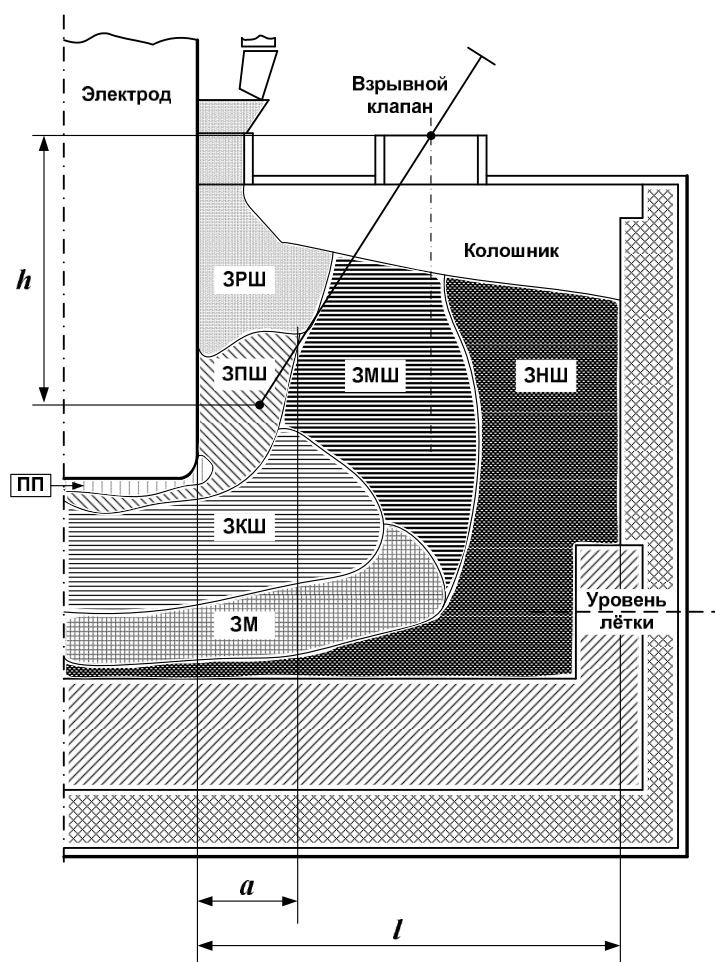 Взрывной
клапан
Электрод
Колошник
h
ЗРШ
ЗПШ
ЗМШ
ЗНШ
ПП
ЗКШ
Уровень
лётки
ЗМ
a
l